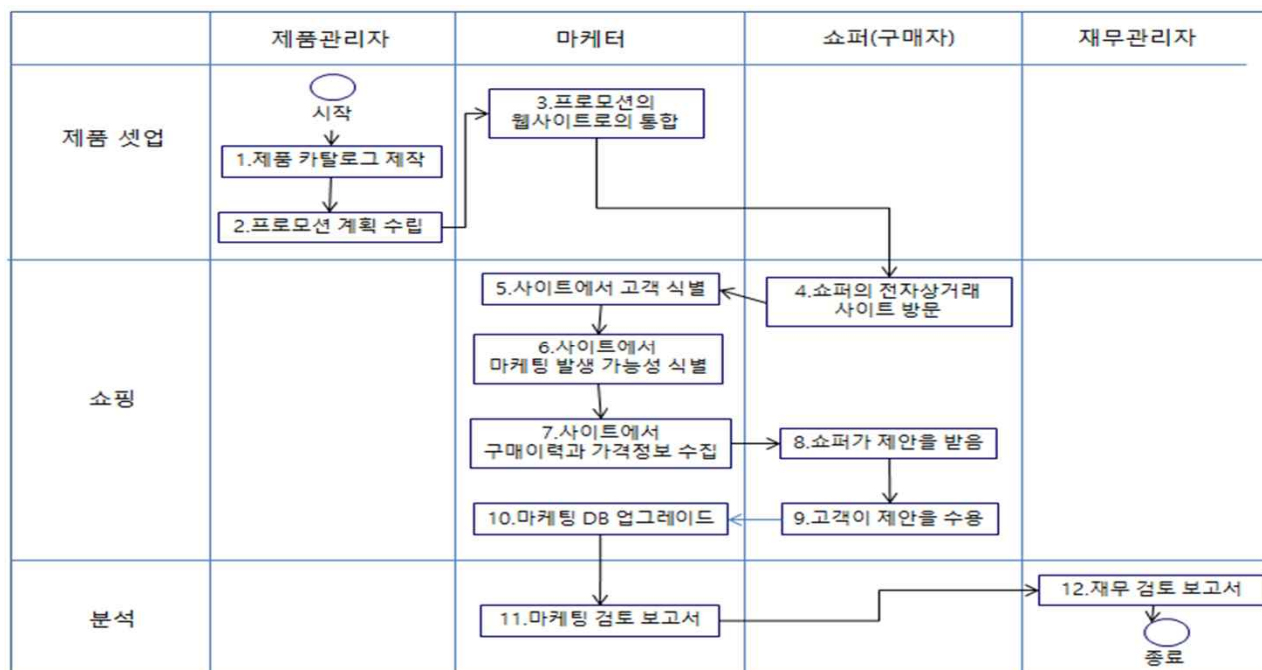 제품관리자
마케터
쇼퍼(구매자)
재무관리자
제품 셋업
시작
1.제품 카탈로그 제작
2.프로모션 계획 수립
3.프로모션의
웹사이트로의 통합
쇼핑
4.쇼퍼의 전자상거래
사이트 방문
5.사이트에서 고객 식별
6.사이트에서
마케팅 발생 가능성 식별
7.사이트에서
구매이력과 가격정보 수집
8.쇼퍼가 제안을 받음
9.고객이 제안을 수용
10.마케팅 DB 업그레이드
분석
11.마케팅 검토 보고서
12.재무 검토 보고서
종료